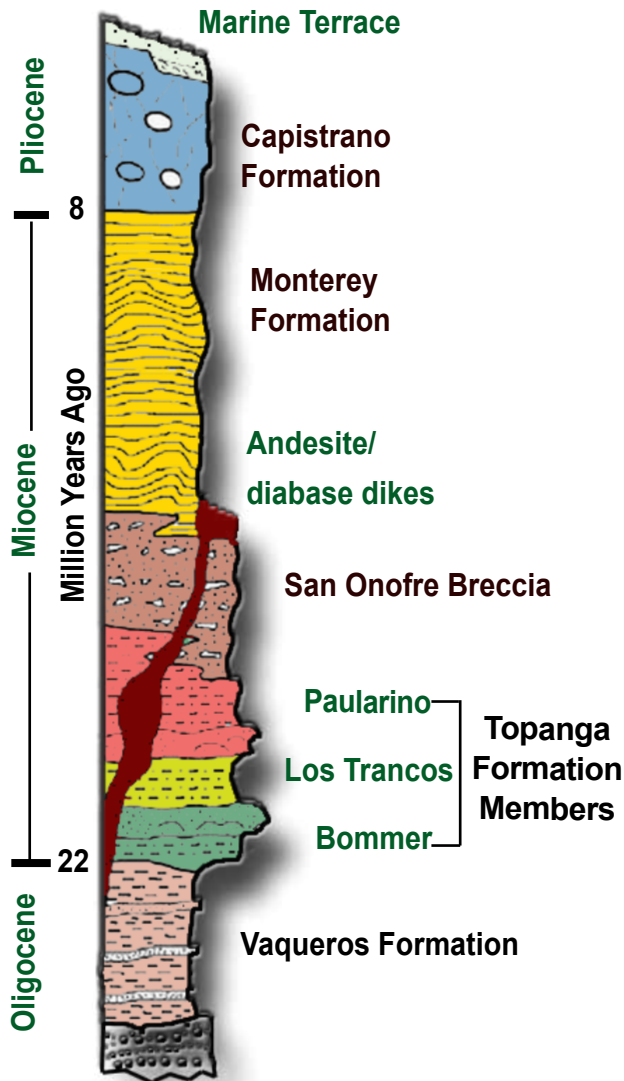 Marine Terrace
Pliocene
Capistrano
Formation
8
Monterey
Formation
Miocene
Million Years Ago
Andesite/
diabase dikes
San Onofre Breccia
Paularino
Los Trancos
Bommer
Topanga
Formation
Members
22
Oligocene
Vaqueros Formation